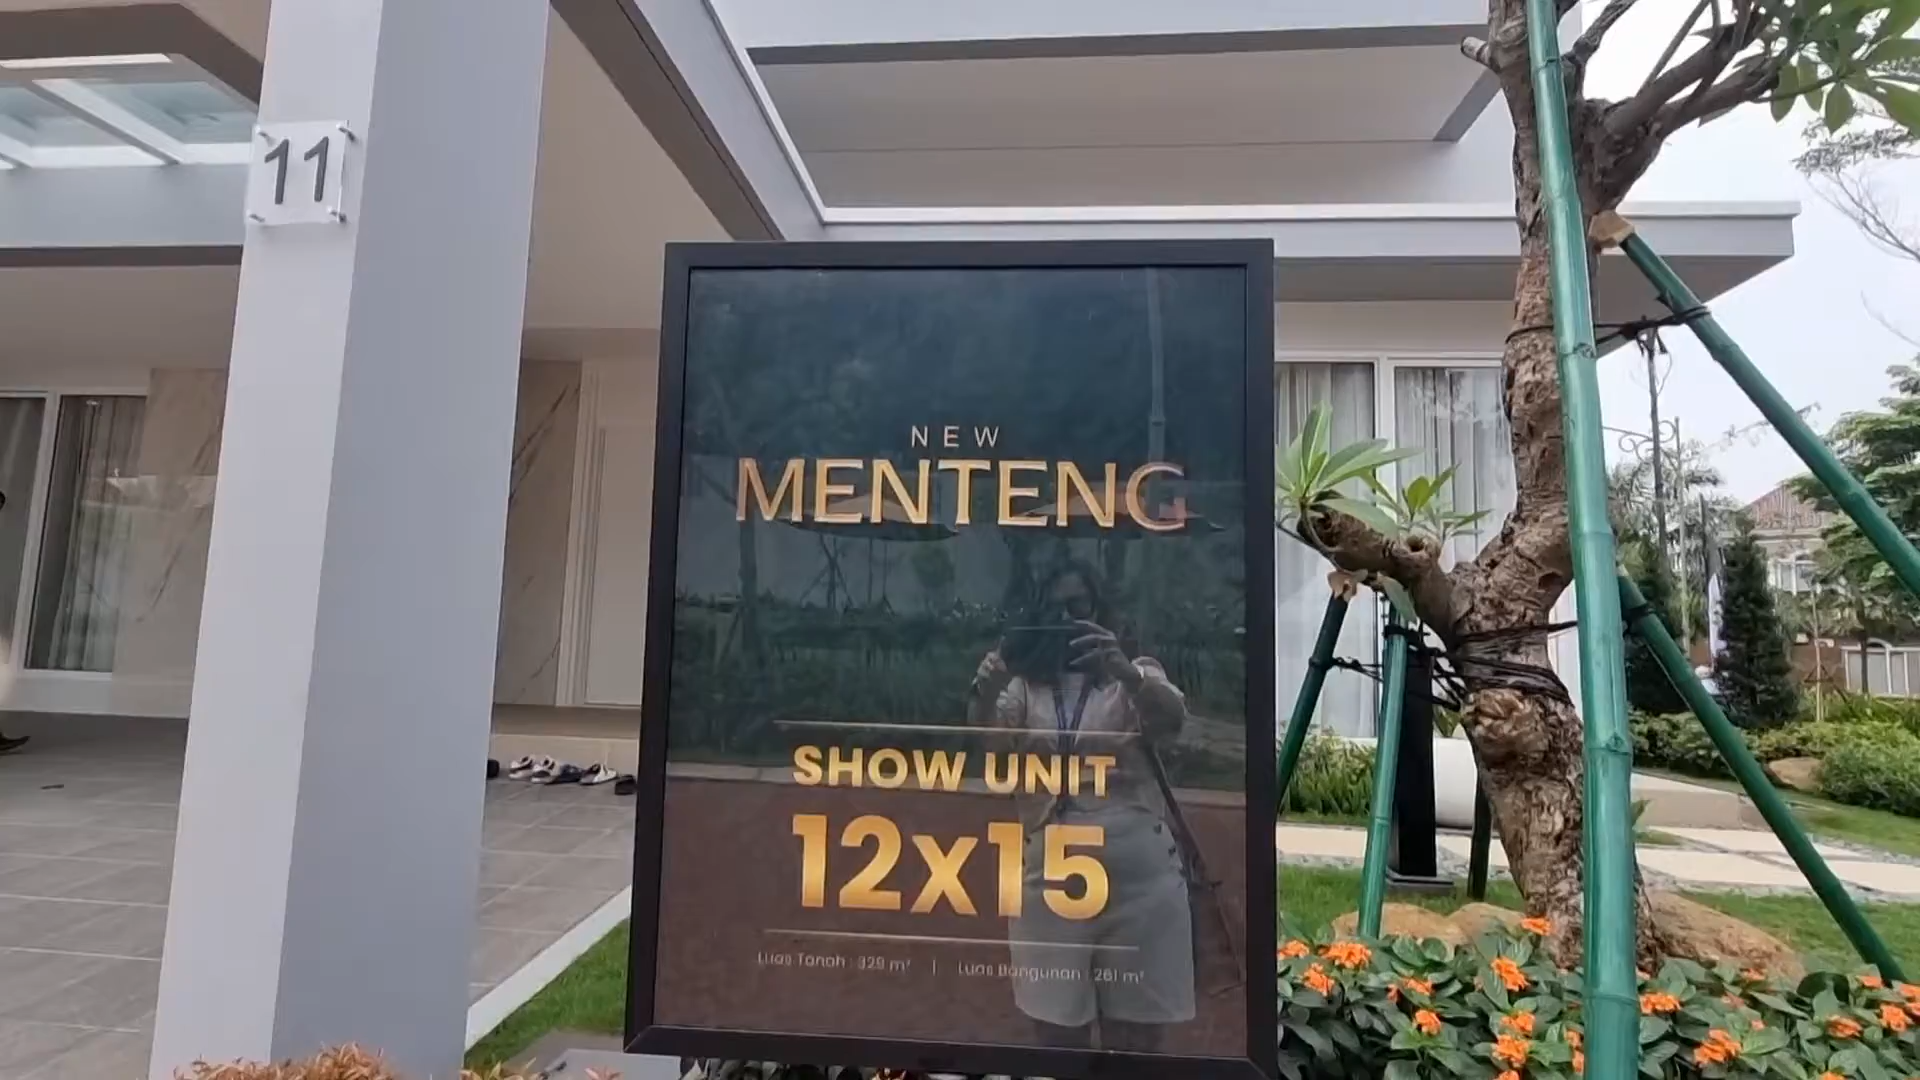 11
NEW
MENTENG
SHOW UNIT
12x15
Luas Tanah : 329 m² | Luas Bangunan : 261 m²